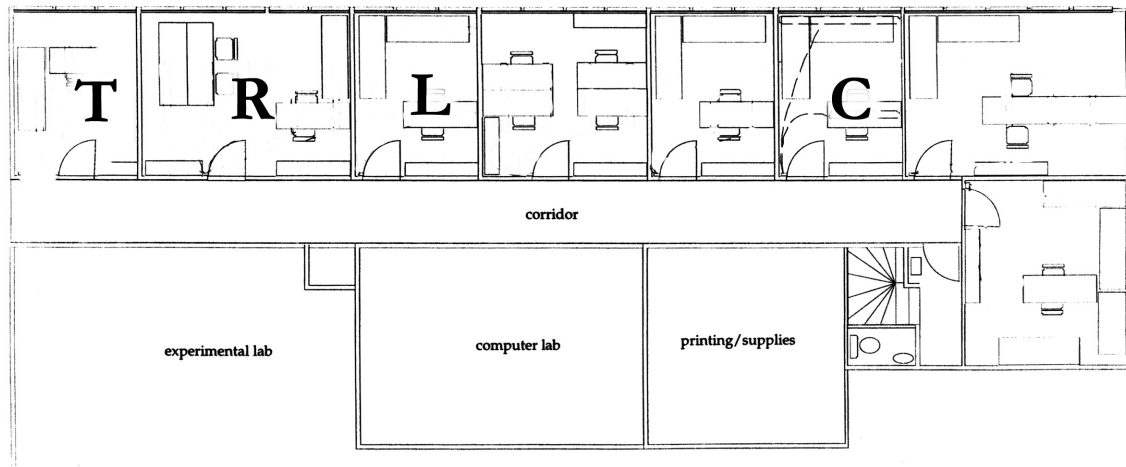 T R L C
corridor
experimental lab
computer lab
printing/supplies